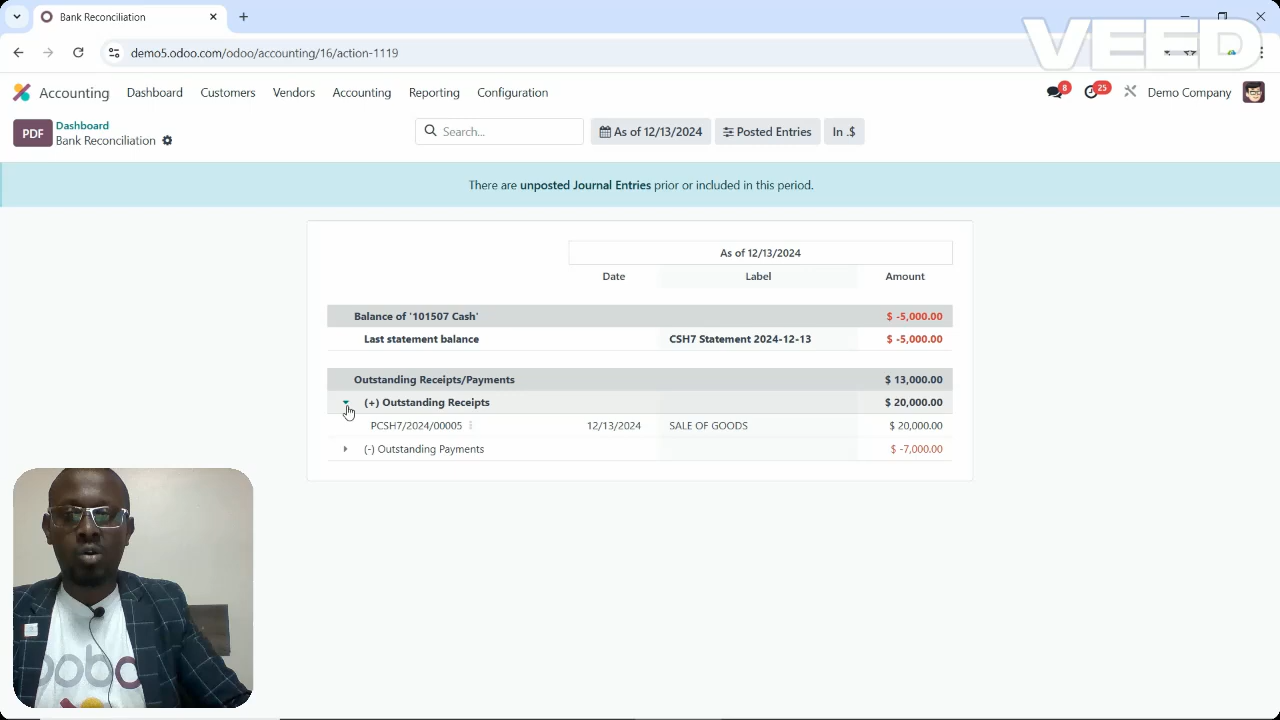 Bank Reconciliation
VEED
demo5.odoo.com/odoo/accounting/16/action-1119
Accounting Dashboard Customers Vendors Accounting Reporting Configuration
8 25 Demo Company
PDF Dashboard
Bank Reconciliation
Search...
As of 12/13/2024 Posted Entries In .$
There are unposted Journal Entries prior or included in this period.
As of 12/13/2024
Date Label Amount
Balance of '101507 Cash' $ -5,000.00
Last statement balance CSH7 Statement 2024-12-13 $ -5,000.00
Outstanding Receipts/Payments $ 13,000.00
(+) Outstanding Receipts $ 20,000.00
PCSH7/2024/00005 12/13/2024 SALE OF GOODS $ 20,000.00
(-) Outstanding Payments $ -7,000.00